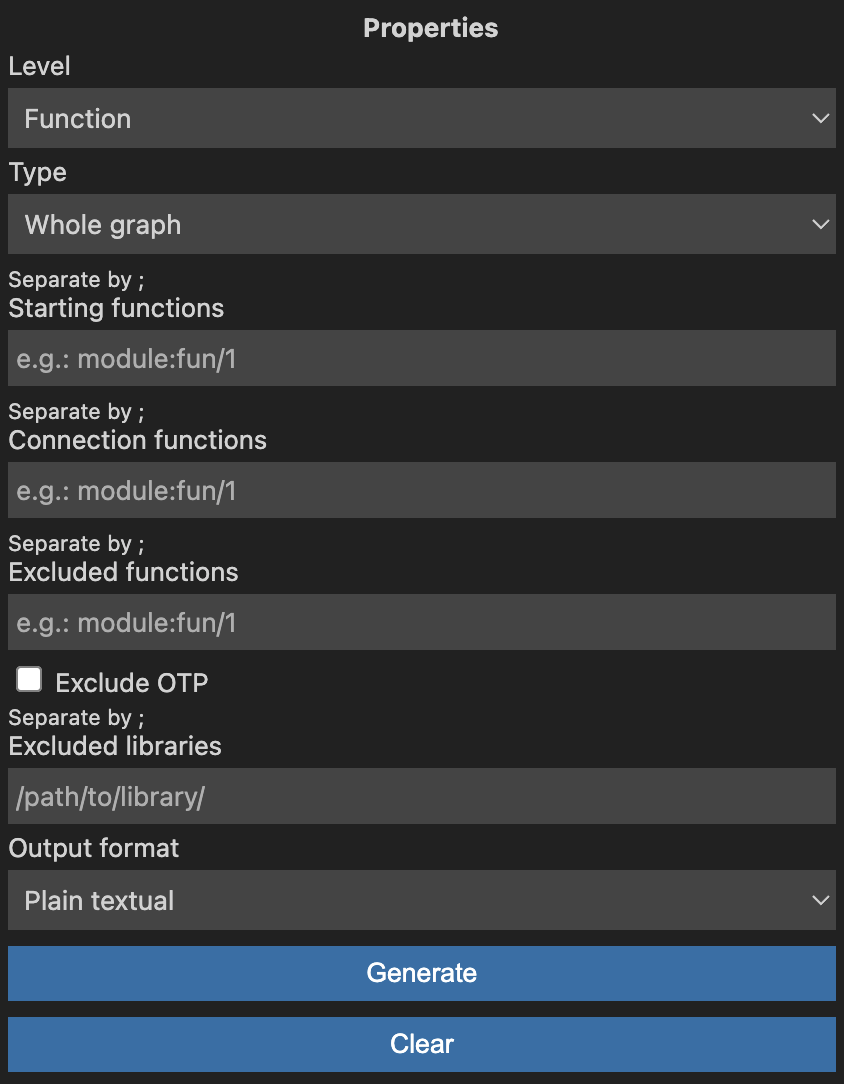 Properties
Level
Function
Type
Whole graph
Separate by ;
Starting functions
e.g.: module:fun/1
Separate by ;
Connection functions
e.g.: module:fun/1
Separate by ;
Excluded functions
e.g.: module:fun/1
Exclude OTP
Separate by ;
Excluded libraries
/path/to/library/
Output format
Plain textual
Generate
Clear